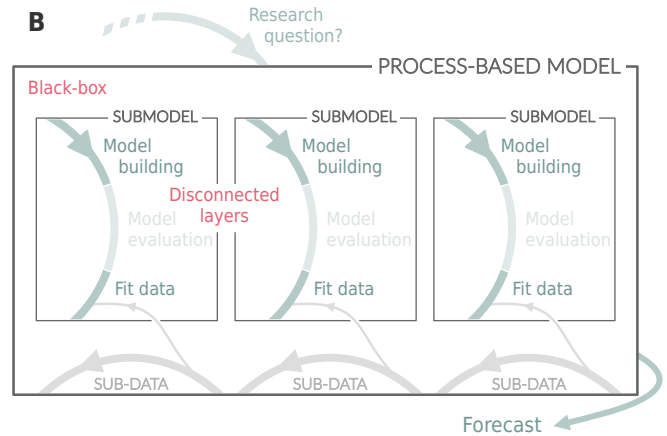 B
Research
question?
PROCESS-BASED MODEL
Black-box
SUBMODEL
SUBMODEL
SUBMODEL
Model
building
Model
building
Model
building
Disconnected
layers
Model
evaluation
Model
evaluation
Model
evaluation
Fit data
Fit data
Fit data
SUB-DATA
SUB-DATA
SUB-DATA
Forecast